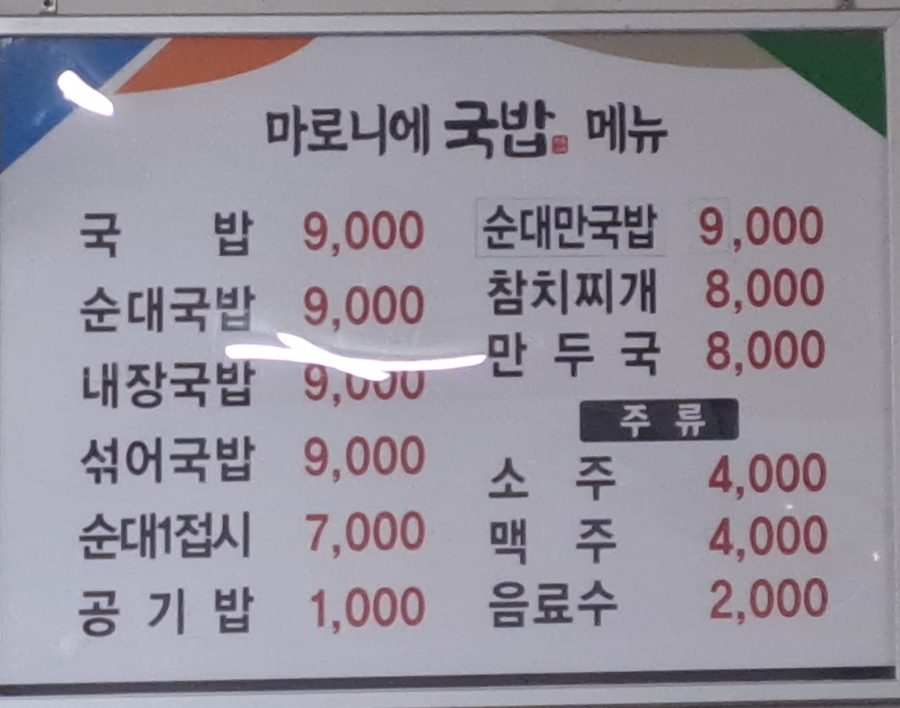 마로니에 국밥 메뉴
국밥 9,000
순대국밥 9,000
내장국밥 9,000
섞어국밥 9,000
순대1접시 7,000
공기밥 1,000
순대만국밥 9,000
참치찌개 8,000
만두국 8,000
주류
소주 4,000
맥주 4,000
음료수 2,000